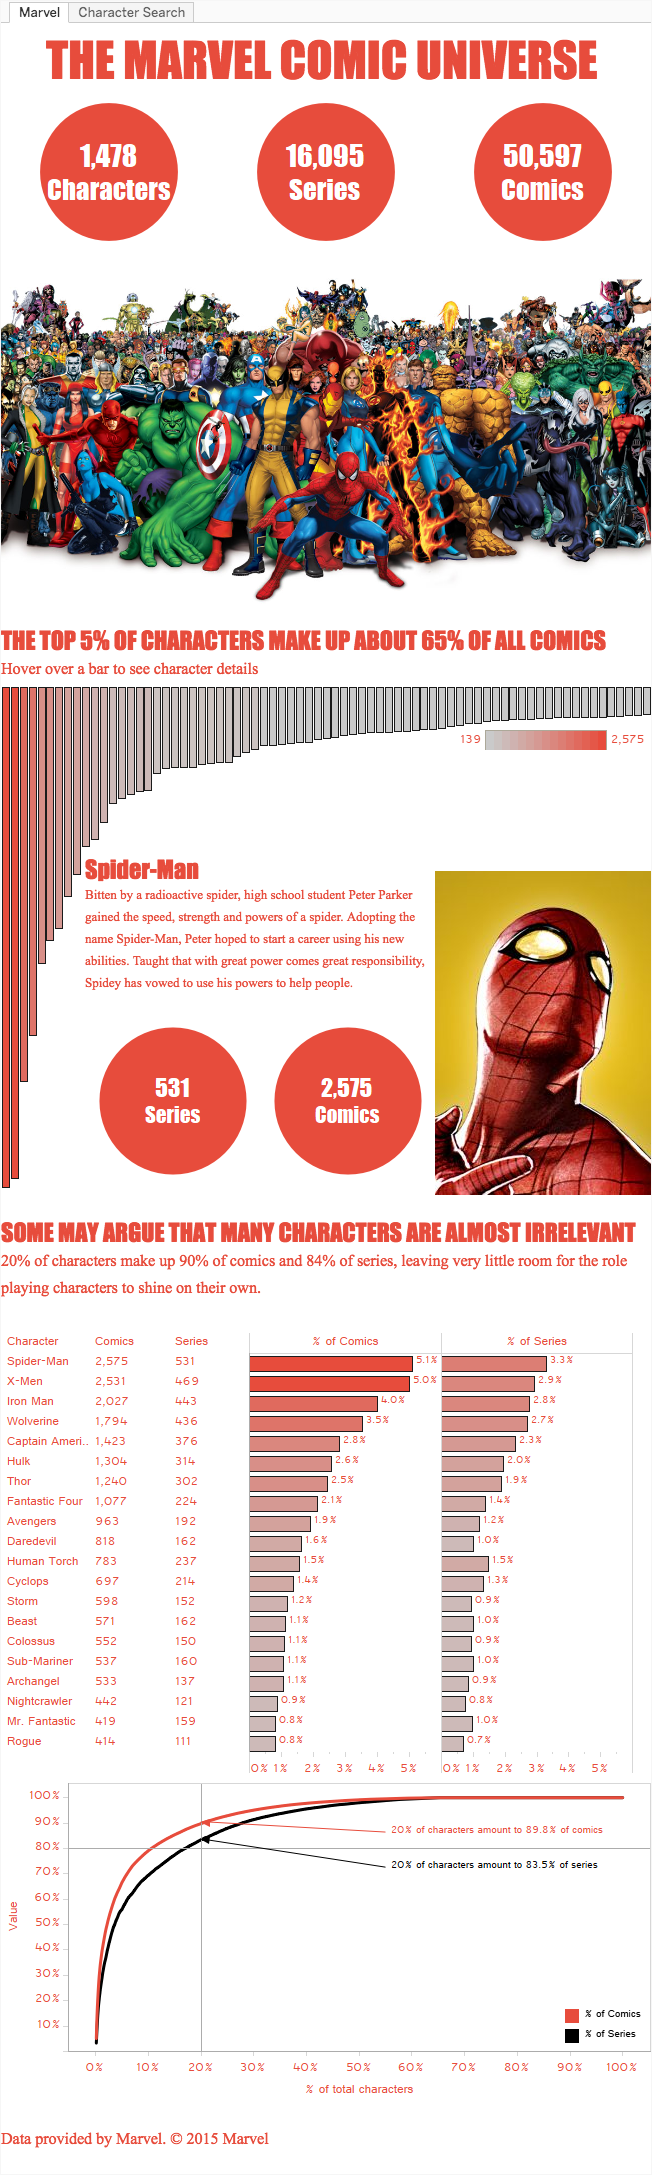 Marvel Character Search
THE MARVEL COMIC UNIVERSE
1,478 16,095 50,597
Characters Series Comics
THE TOP 5% OF CHARACTERS MAKE UP ABOUT 65% OF ALL COMICS
Hover over a bar to see character details
139 2,575
Spider-Man
Bitten by a radioactive spider, high school student Peter Parker
gained the speed, strength and powers of a spider. Adopting the
name Spider-Man, Peter hoped to start a career using his new
abilities. Taught that with great power comes great responsibility,
Spidey has vowed to use his powers to help people.
531 2,575
Series Comics
SOME MAY ARGUE THAT MANY CHARACTERS ARE ALMOST IRRELEVANT
20% of characters make up 90% of comics and 84% of series, leaving very little room for the role
playing characters to shine on their own.
Character Comics Series % of Comics % of Series
Spider-Man 2,575 531 5.1% 3.3%
X-Men 2,531 469 5.0% 2.9%
Iron Man 2,027 443 4.0% 2.8%
Wolverine 1,794 436 3.5% 2.7%
Captain Ameri.. 1,423 376 2.8% 2.3%
Hulk 1,304 314 2.6% 2.0%
Thor 1,240 302 2.5% 1.9%
Fantastic Four 1,077 224 2.1% 1.4%
Avengers 963 192 1.9% 1.2%
Daredevil 818 162 1.6% 1.0%
Human Torch 783 237 1.5% 1.5%
Cyclops 697 214 1.4% 1.3%
Storm 598 152 1.2% 0.9%
Beast 571 162 1.1% 1.0%
Colossus 552 150 1.1% 0.9%
Sub-Mariner 537 160 1.1% 1.0%
Archangel 533 137 1.1% 0.9%
Nightcrawler 442 121 0.9% 0.8%
Mr. Fantastic 419 159 0.8% 1.0%
Rogue 414 111 0.8% 0.7%
0% 1% 2% 3% 4% 5% 0% 1% 2% 3% 4% 5%
100%
90%
20% of characters amount to 89.8% of comics
80%
20% of characters amount to 83.5% of series
70%
60%
50%
Value
40%
30%
20%
10%
% of Comics
% of Series
0% 10% 20% 30% 40% 50% 60% 70% 80% 90% 100%
% of total characters
Data provided by Marvel. © 2015 Marvel